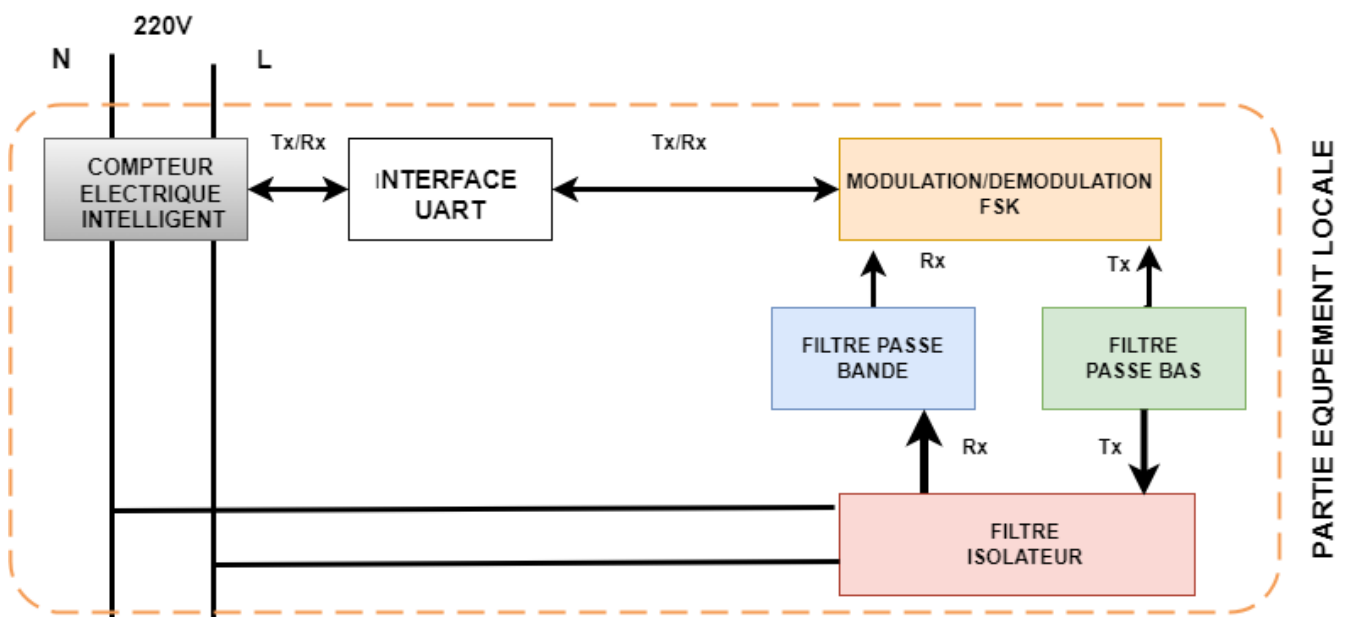 220V
N
L
COMPTEUR
ELECTRIQUE
INTELLIGENT
Tx/Rx
INTERFACE
UART
Tx/Rx
MODULATION/DEMODULATION
FSK
Rx
Tx
FILTRE PASSE
BANDE
FILTRE
PASSE BAS
Rx
Tx
FILTRE
ISOLATEUR
PARTIE EQUPEMENT LOCALE